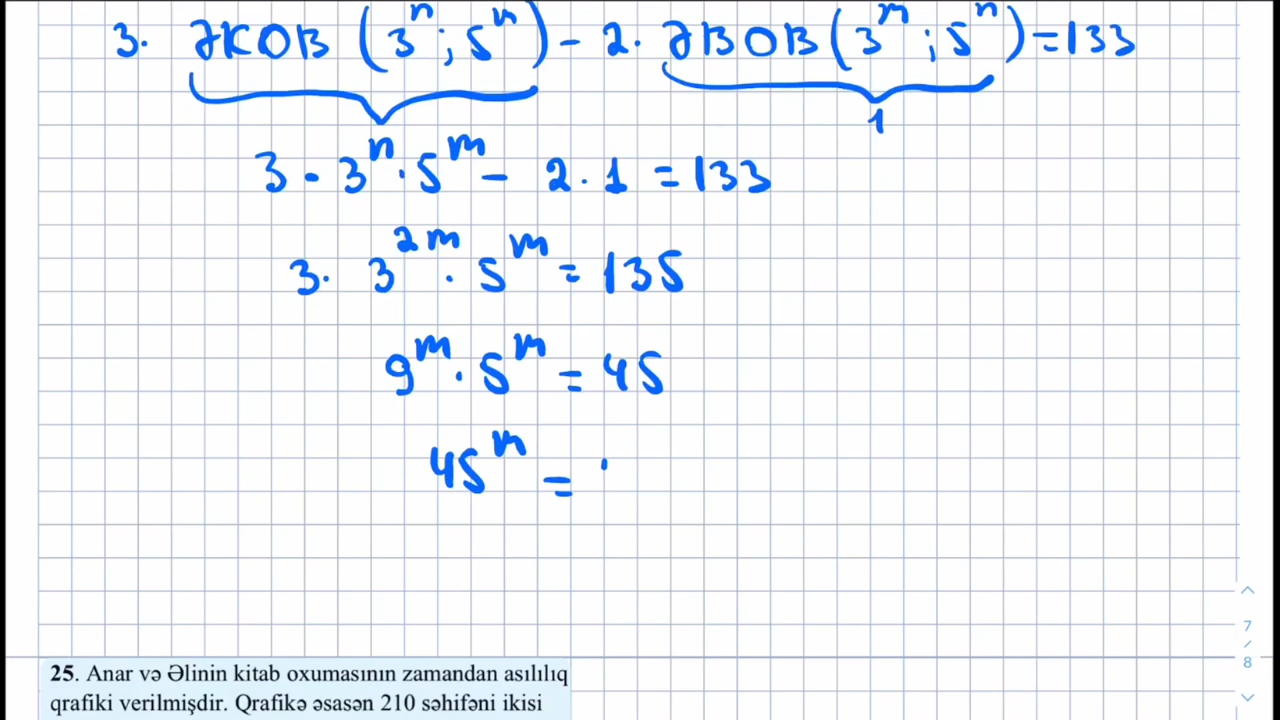 3. ƏKOB (3ⁿ; 5ᵐ) - 2. ƏBOB (3ᵐ; 5ⁿ) = 133
1
3 · 3ⁿ · 5ᵐ - 2 · 1 = 133
3 · 3²ᵐ · 5ᵐ = 135
9ᵐ · 5ᵐ = 45
45ᵐ =
7
/
8
25. Anar və Əlinin kitab oxumasının zamandan asılılıq
qrafiki verilmişdir. Qrafikə əsasən 210 səhifəni ikisi